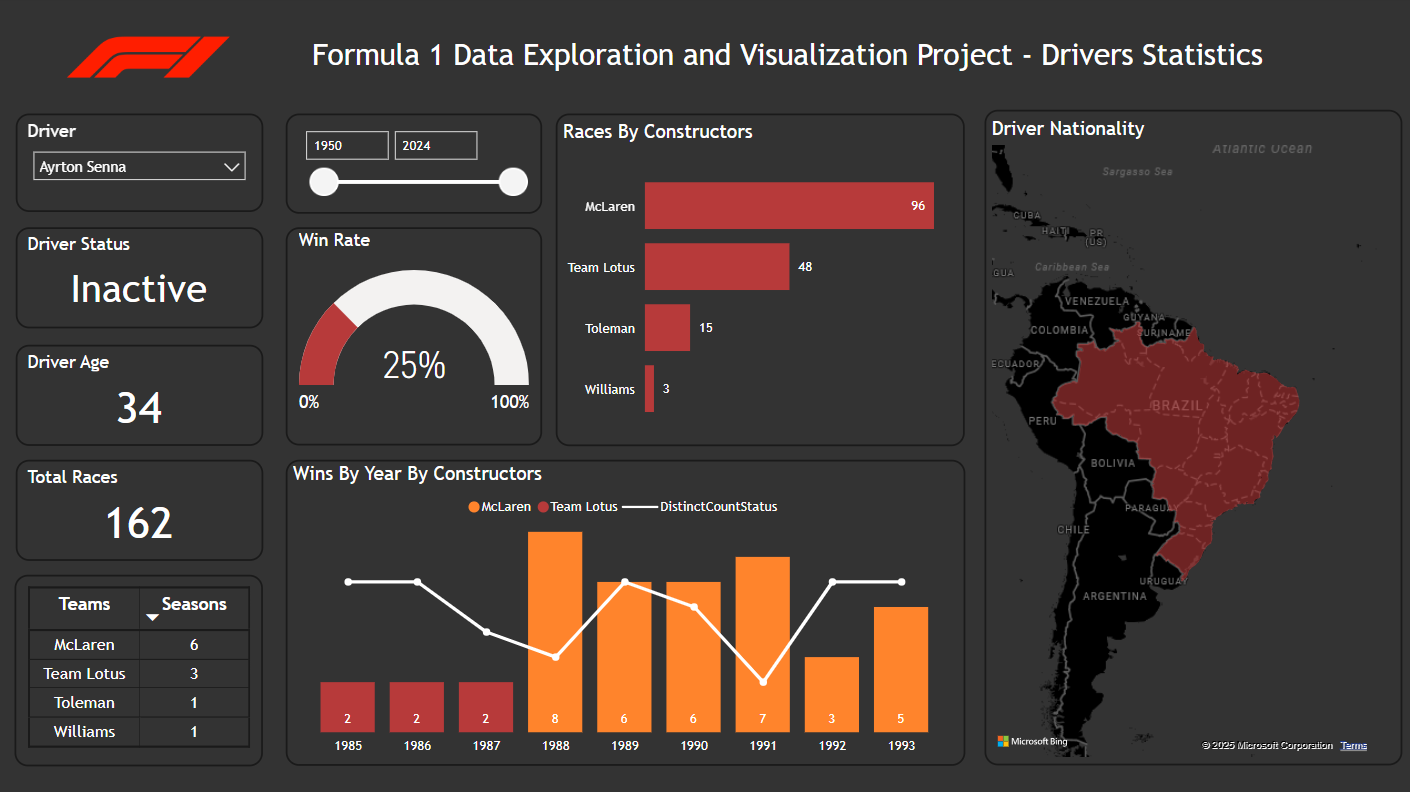 Formula 1 Data Exploration and Visualization Project - Drivers Statistics
Driver
Ayrton Senna
Driver Status
Inactive
Driver Age
34
Total Races
162
Teams Seasons
McLaren 6
Team Lotus 3
Toleman 1
Williams 1
1950 2024
Win Rate
25%
0% 100%
Races By Constructors
McLaren 96
Team Lotus 48
Toleman 15
Williams 3
Wins By Year By Constructors
McLaren Team Lotus DistinctCountStatus
2 2 2 8 6 6 7 3 5
1985 1986 1987 1988 1989 1990 1991 1992 1993
Driver Nationality
Atlantic Ocean
Sargasso Sea
CUBA
HAITI
PR
(US)
GUA
Caribbean Sea
VENEZUELA
GUYANA
COLOMBIA
SURINAME
ECUADOR
BRAZIL
PERU
BOLIVIA
PARAGUAY
CHILE
URUGUAY
ARGENTINA
Microsoft Bing
© 2025 Microsoft Corporation Terms